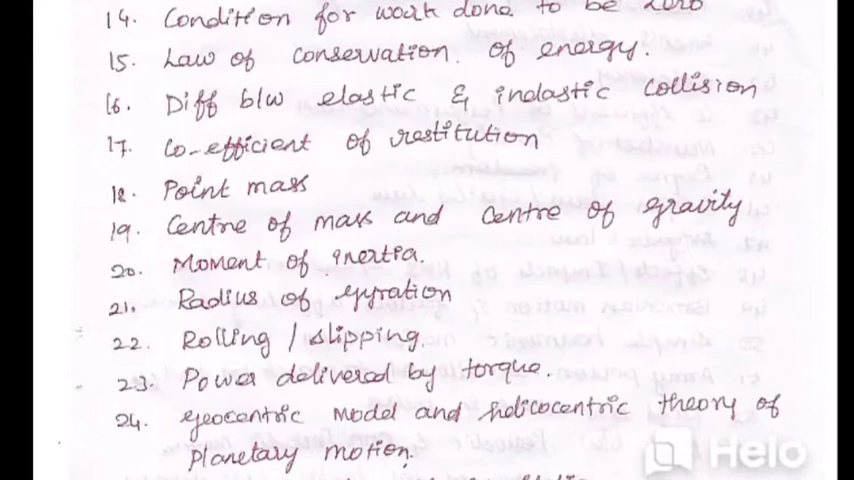 14. Condition for work done to be zero
15. Law of conservation of energy.
16. Diff b/w elastic & inelastic collision
17. Co-efficient of restitution
18. Point mass
19. Centre of mass and centre of gravity
20. Moment of inertia.
21. Radius of gyration
22. Rolling / slipping.
23. Power delivered by torque.
24. geocentric model and helicocentric theory of
planetary motion.
Helo